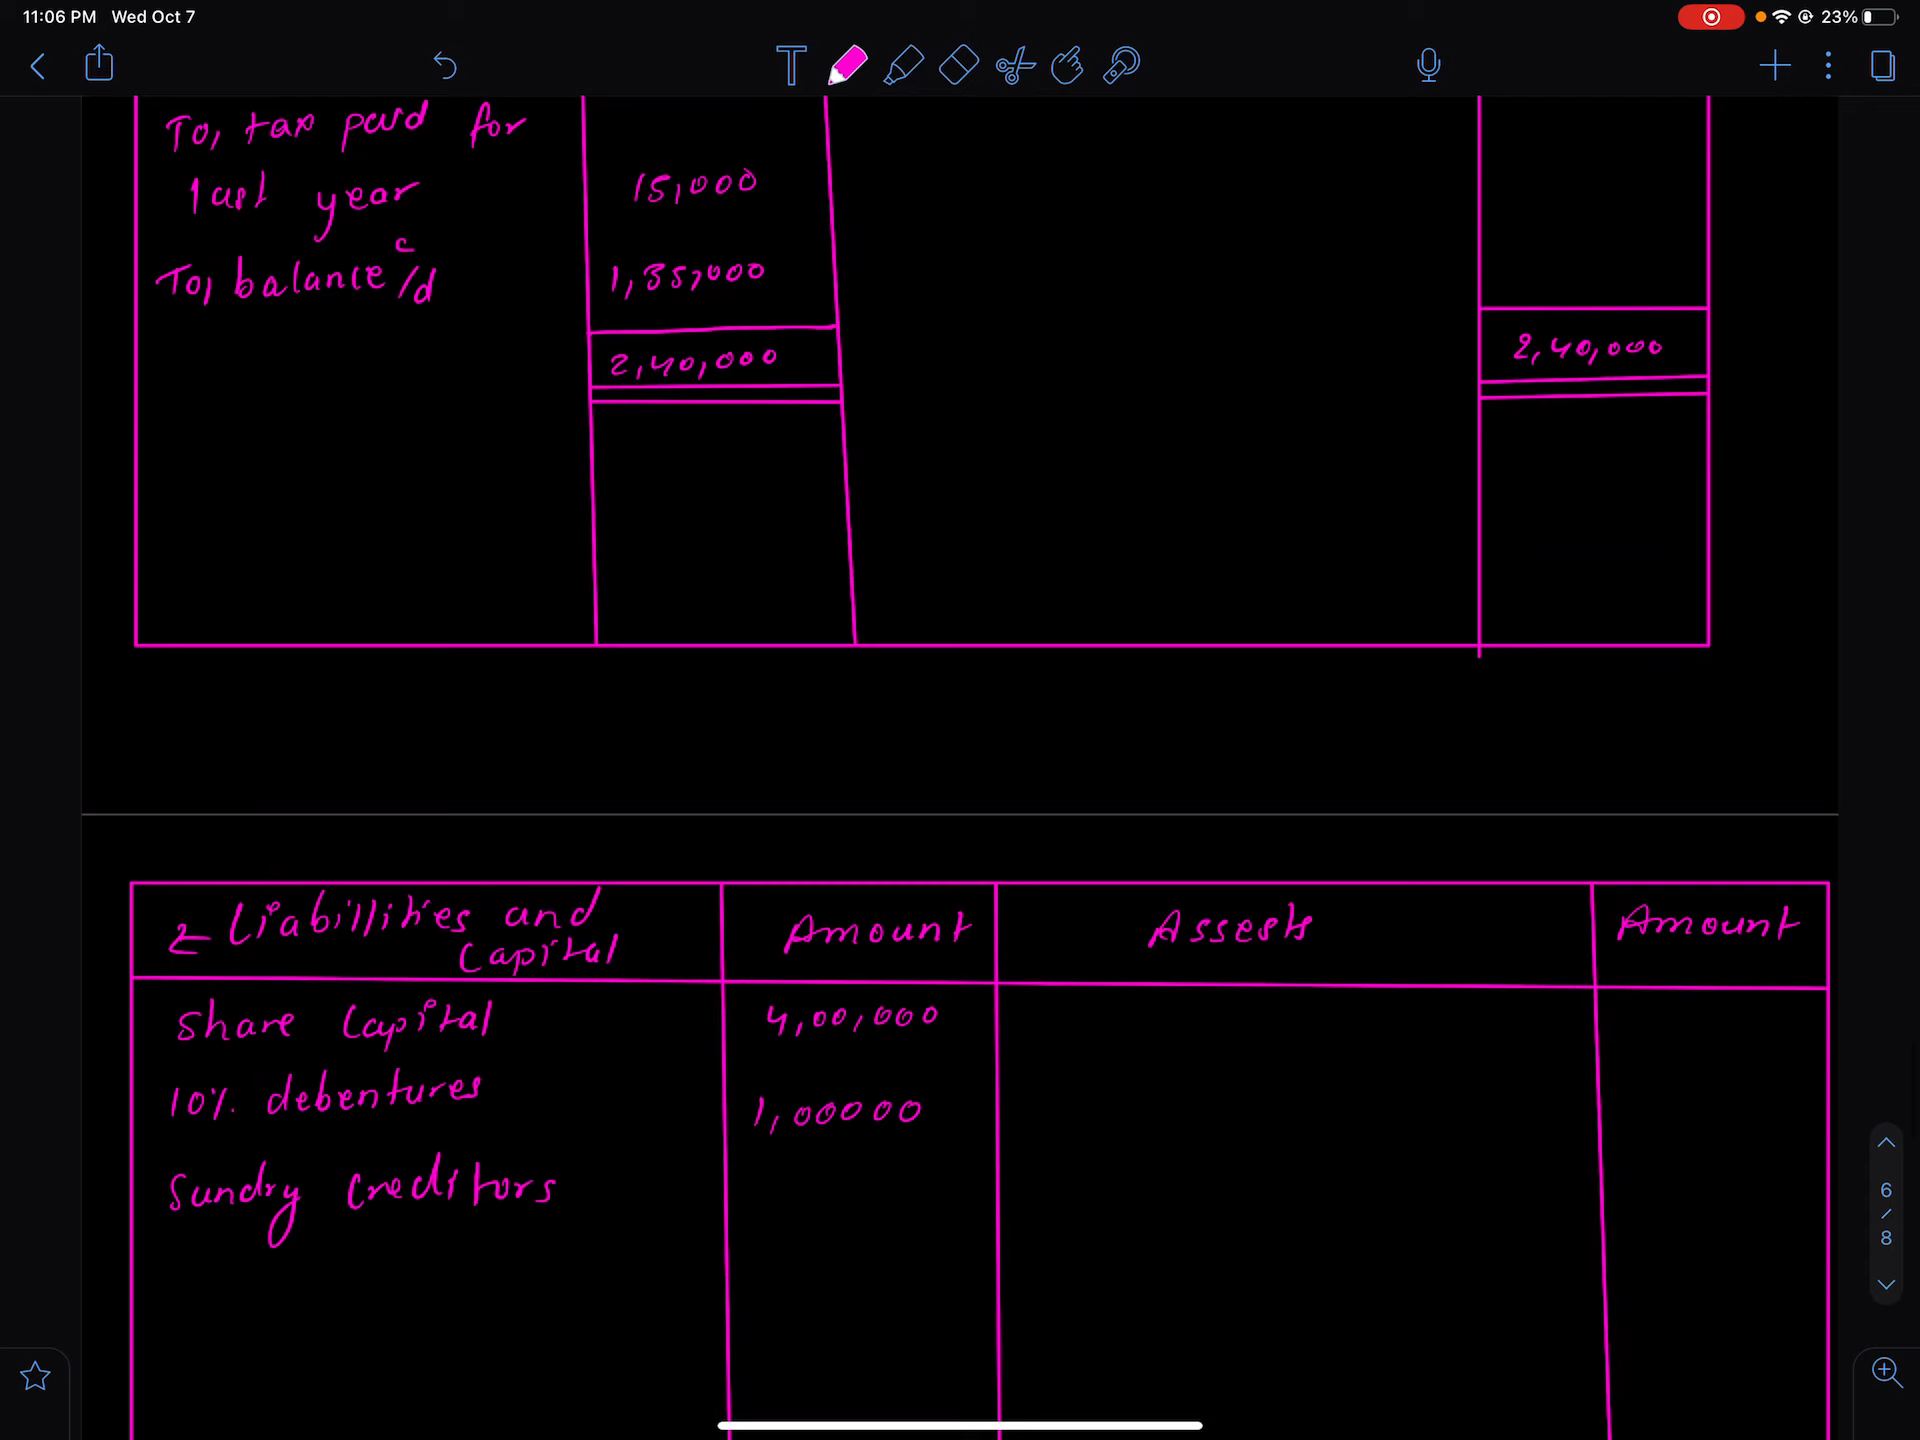 11:06 PM Wed Oct 7
23%
To, tax paid for
last year 15,000
To, balance c/d 1,35,000
2,40,000 2,40,000
Liabillities and Capital Amount Assests Amount
Share Capital 4,00,000
10% debentures 1,00000
Sundry Creditors
6
/
8